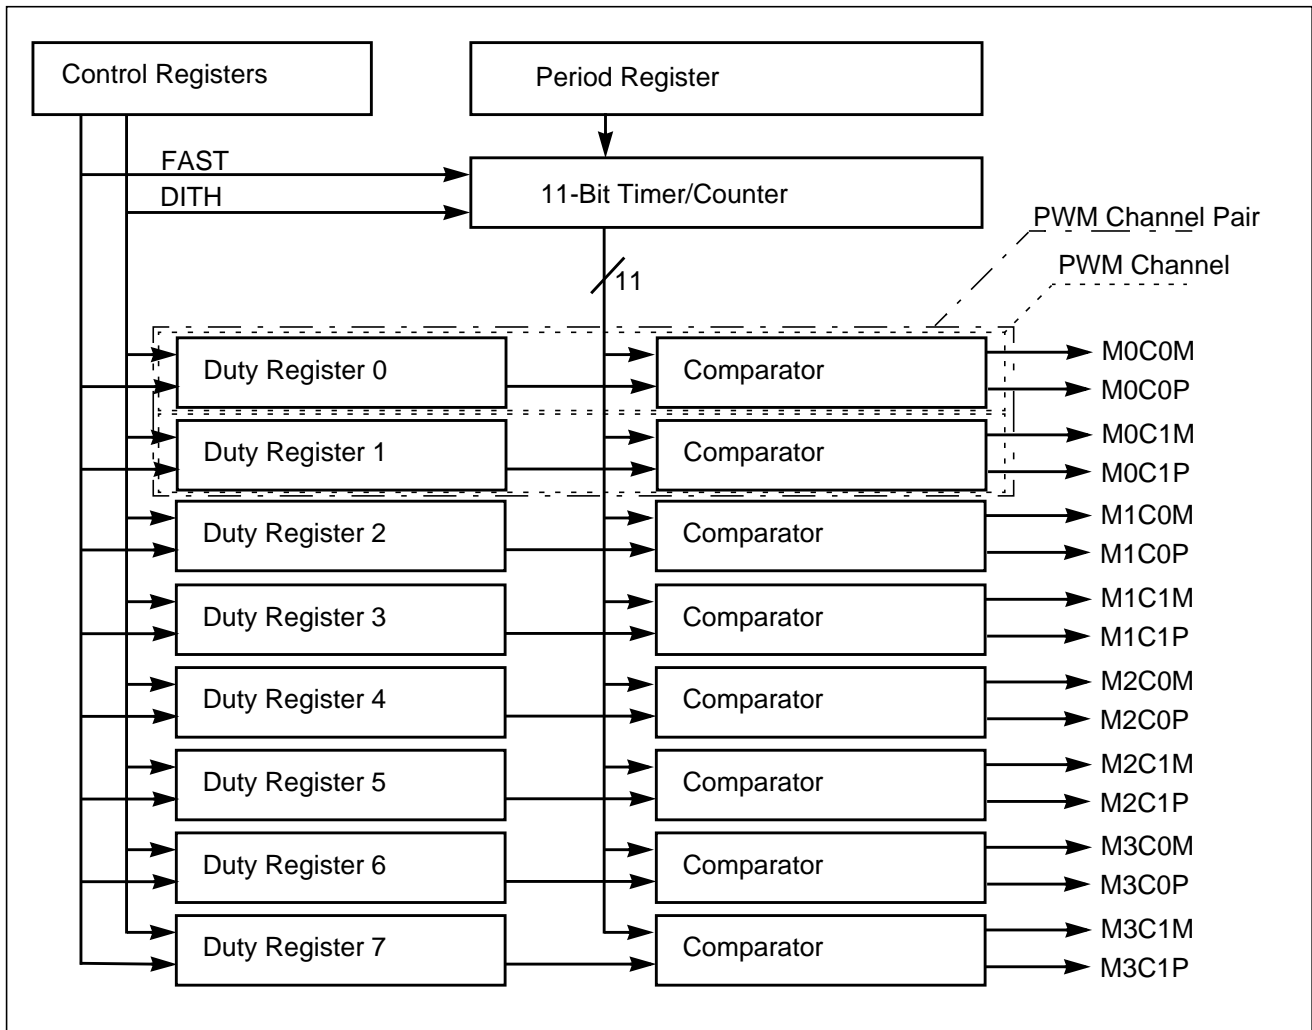 Control Registers
Period Register
FAST
DITH
11-Bit Timer/Counter
PWM Channel Pair
PWM Channel
11
Duty Register 0
Comparator
M0C0M
M0C0P
Duty Register 1
Comparator
M0C1M
M0C1P
Duty Register 2
Comparator
M1C0M
M1C0P
Duty Register 3
Comparator
M1C1M
M1C1P
Duty Register 4
Comparator
M2C0M
M2C0P
Duty Register 5
Comparator
M2C1M
M2C1P
Duty Register 6
Comparator
M3C0M
M3C0P
Duty Register 7
Comparator
M3C1M
M3C1P